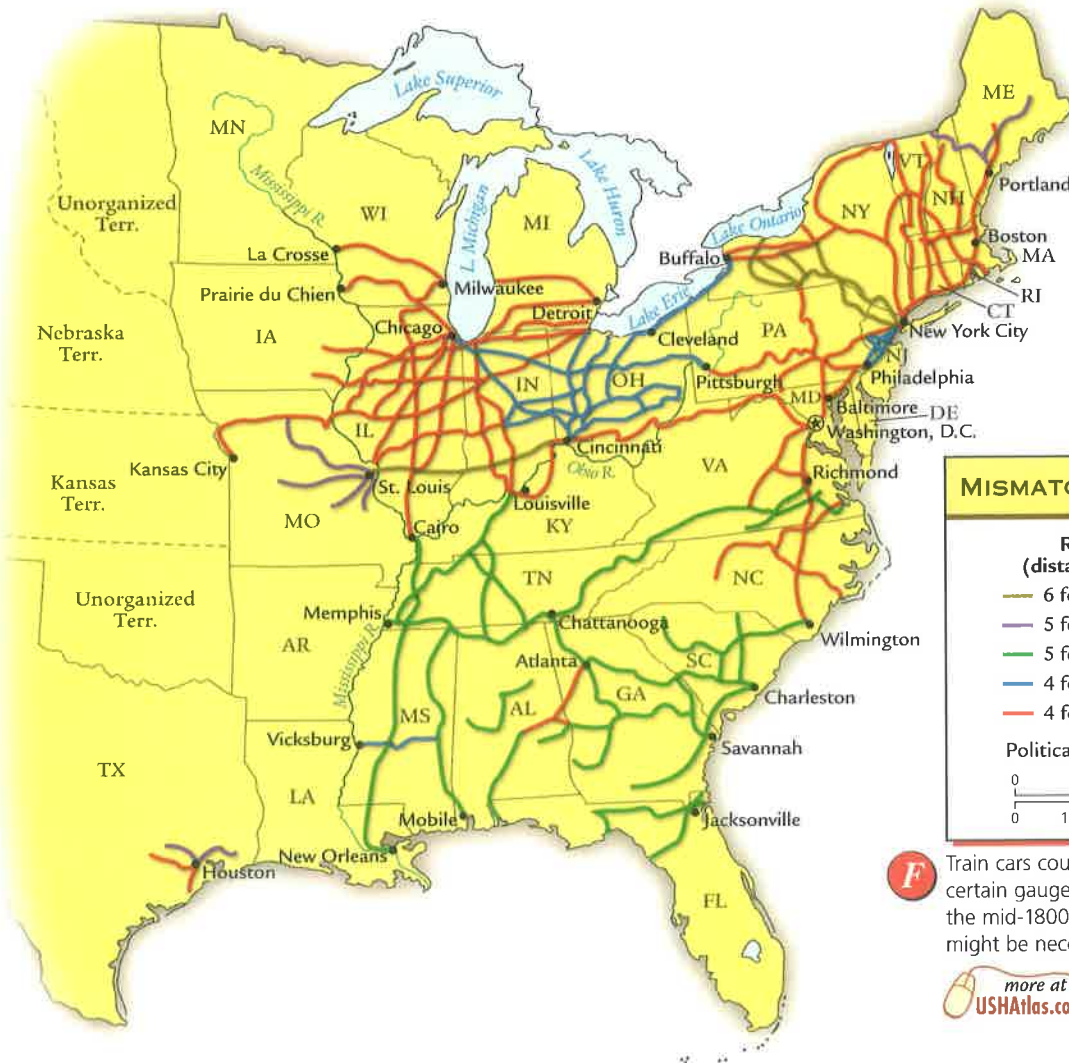 Lake Superior
ME
MN
Mississippi R.
Lake Huron
VT
Portland
Unorganized
Terr.
WI
L. Michigan
MI
Lake Ontario
NY
NH
La Crosse
Buffalo
Boston
MA
Prairie du Chien
Milwaukee
Detroit
Lake Erie
RI
CT
Nebraska
Terr.
IA
Chicago
Cleveland
PA
New York City
NJ
IN
OH
Pittsburgh
Philadelphia
MD
Baltimore
DE
IL
Washington, D.C.
Kansas City
Cincinnati
Ohio R.
VA
Kansas
Terr.
St. Louis
Louisville
Richmond
MO
Cairo
KY
TN
NC
Unorganized
Terr.
Memphis
Chattanooga
Wilmington
AR
Mississippi R.
Atlanta
SC
GA
Charleston
MS
AL
Vicksburg
Savannah
TX
LA
Mobile
Jacksonville
New Orleans
Houston
FL
MISMATC
R
(dista
6 fe
5 fe
5 fe
4 fe
4 fe
Politica
0
0 1
F
Train cars cou
certain gauge
the mid-1800
might be nece
more at
USHAtlas.co